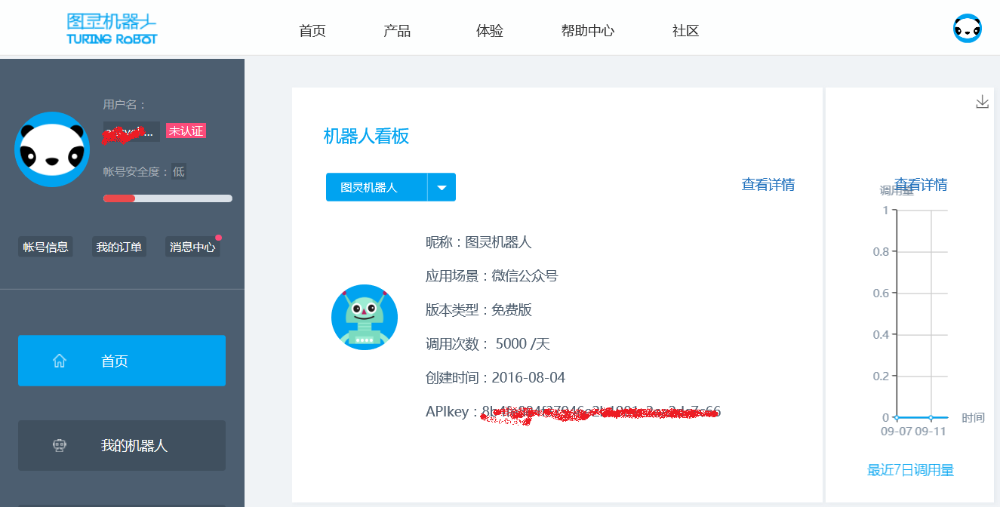 图灵机器人
TURING ROBOT
首页 产品 体验 帮助中心 社区
用户名：
未认证
帐号安全度：低
帐号信息 我的订单 消息中心
首页
我的机器人
机器人看板
图灵机器人
查看详情
昵称：图灵机器人
应用场景：微信公众号
版本类型：免费版
调用次数： 5000 /天
创建时间：2016-08-04
APIkey：
查看详情
调用量
1
0.8
0.6
0.4
0.2
0
时间
09-07 09-11
最近7日调用量